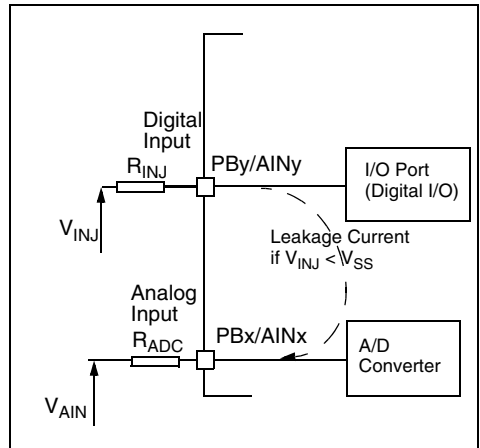 Digital
Input
R_INJ
PBy/AINy
I/O Port
(Digital I/O)
V_INJ
Leakage Current
if V_INJ < V_SS
Analog
Input
R_ADC
PBx/AINx
A/D
Converter
V_AIN